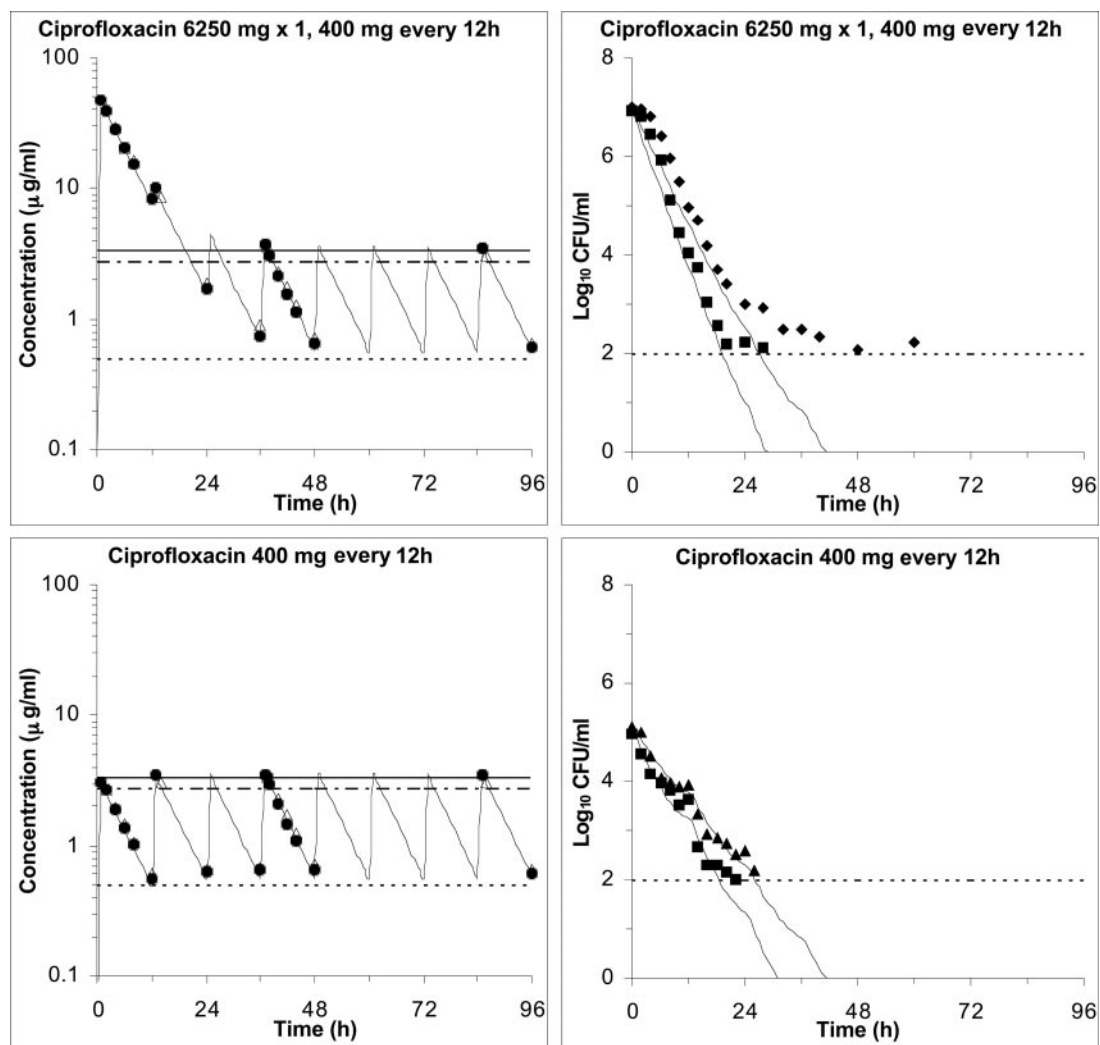 Ciprofloxacin 6250 mg x 1, 400 mg every 12h
Concentration (μg/ml)
100
10
1
0.1
0 24 48 72 96
Time (h)
Ciprofloxacin 6250 mg x 1, 400 mg every 12h
Log10 CFU/ml
8
6
4
2
0
0 24 48 72 96
Time (h)
Ciprofloxacin 400 mg every 12h
Concentration (μg/ml)
100
10
1
0.1
0 24 48 72 96
Time (h)
Ciprofloxacin 400 mg every 12h
Log10 CFU/ml
8
6
4
2
0
0 24 48 72 96
Time (h)